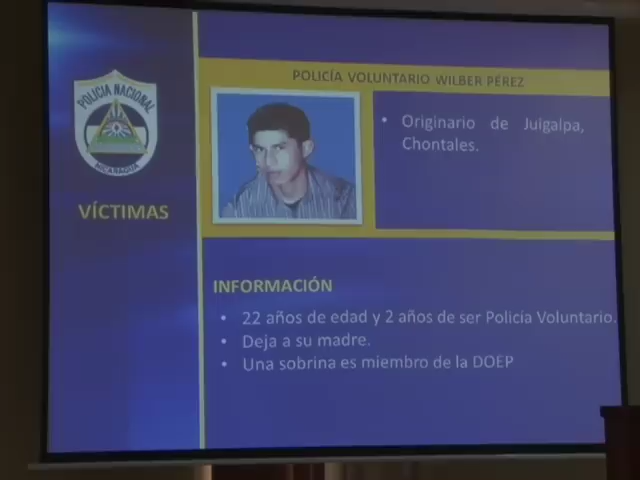 POLICIA NACIONAL
NICARAGUA
VÍCTIMAS
POLICÍA VOLUNTARIO WILBER PÉREZ
• Originario de Juigalpa,
Chontales.
INFORMACIÓN
• 22 años de edad y 2 años de ser Policía Voluntario.
• Deja a su madre.
• Una sobrina es miembro de la DOEP